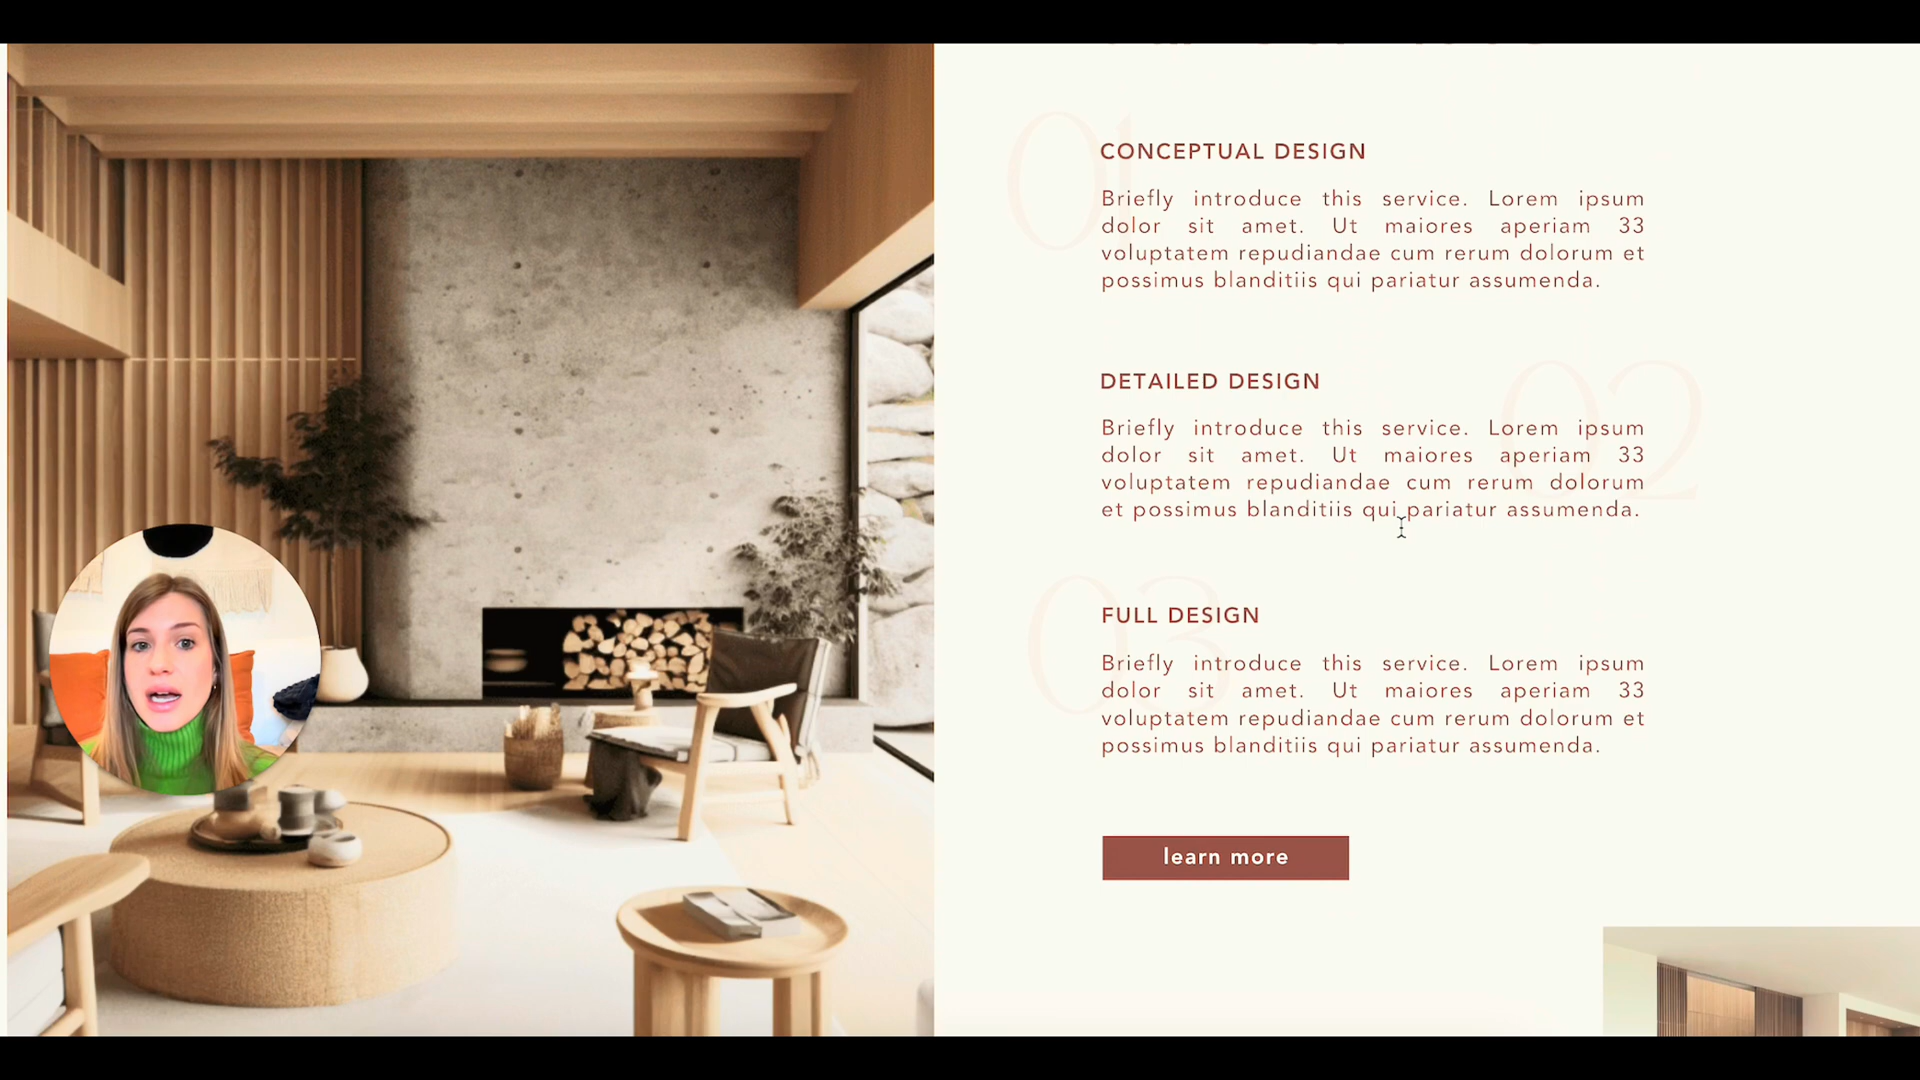 01
CONCEPTUAL DESIGN
Briefly introduce this service. Lorem ipsum
dolor sit amet. Ut maiores aperiam 33
voluptatem repudiandae cum rerum dolorum et
possimus blanditiis qui pariatur assumenda.
02
DETAILED DESIGN
Briefly introduce this service. Lorem ipsum
dolor sit amet. Ut maiores aperiam 33
voluptatem repudiandae cum rerum dolorum
et possimus blanditiis qui pariatur assumenda.
03
FULL DESIGN
Briefly introduce this service. Lorem ipsum
dolor sit amet. Ut maiores aperiam 33
voluptatem repudiandae cum rerum dolorum et
possimus blanditiis qui pariatur assumenda.
learn more